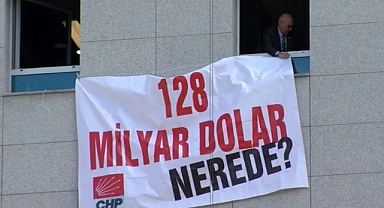 128
MİLYAR DOLAR
NEREDE?
CHP